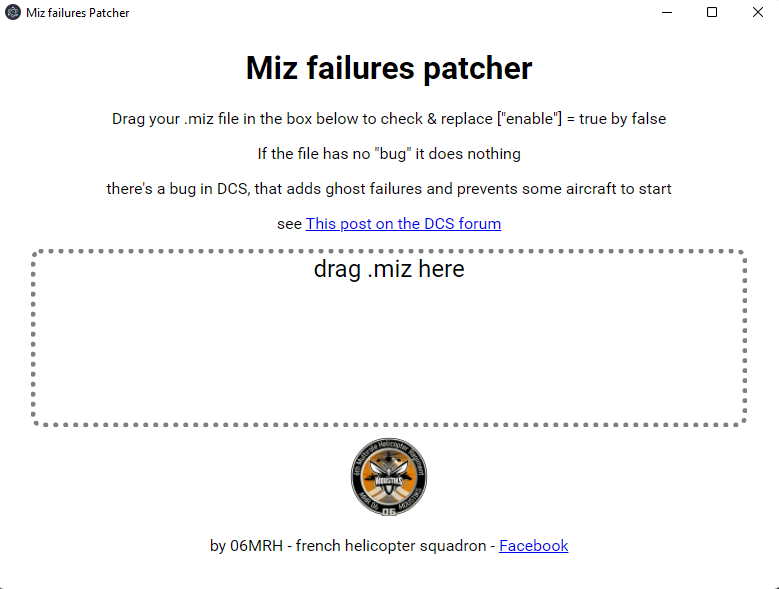 Miz failures Patcher
Miz failures patcher
Drag your .miz file in the box below to check & replace ["enable"] = true by false
If the file has no "bug" it does nothing
there's a bug in DCS, that adds ghost failures and prevents some aircraft to start
see This post on the DCS forum
drag .miz here
MOUSTIKS
06
by 06MRH - french helicopter squadron - Facebook